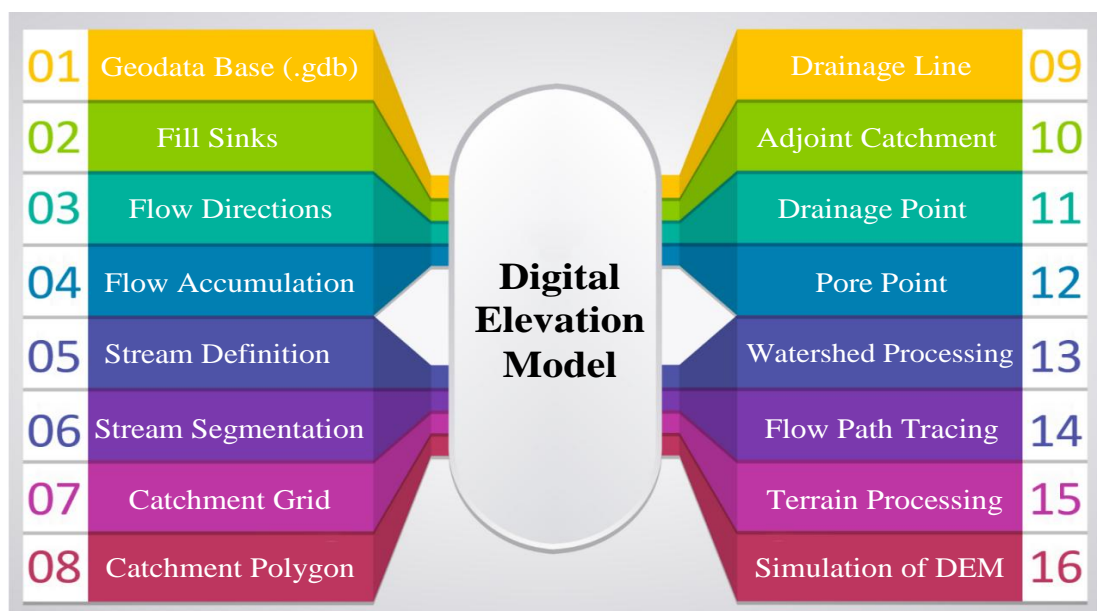 01 Geodata Base (.gdb)
02 Fill Sinks
03 Flow Directions
04 Flow Accumulation
05 Stream Definition
06 Stream Segmentation
07 Catchment Grid
08 Catchment Polygon
Digital
Elevation
Model
Drainage Line 09
Adjoint Catchment 10
Drainage Point 11
Pore Point 12
Watershed Processing 13
Flow Path Tracing 14
Terrain Processing 15
Simulation of DEM 16